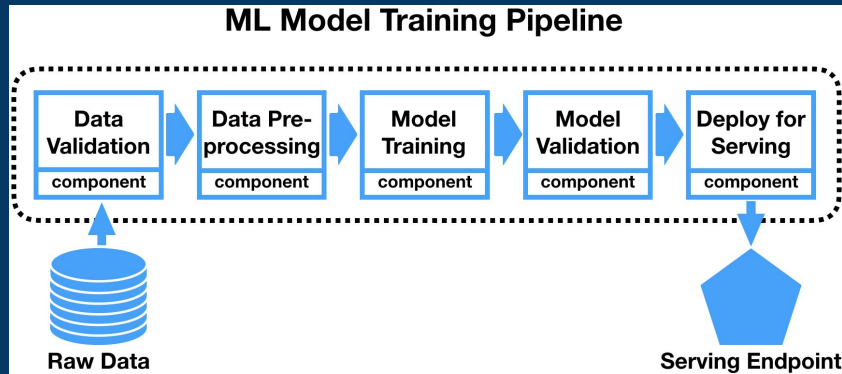 ML Model Training Pipeline
Data
Validation
component
Data Pre-
processing
component
Model
Training
component
Model
Validation
component
Deploy for
Serving
component
Raw Data
Serving Endpoint